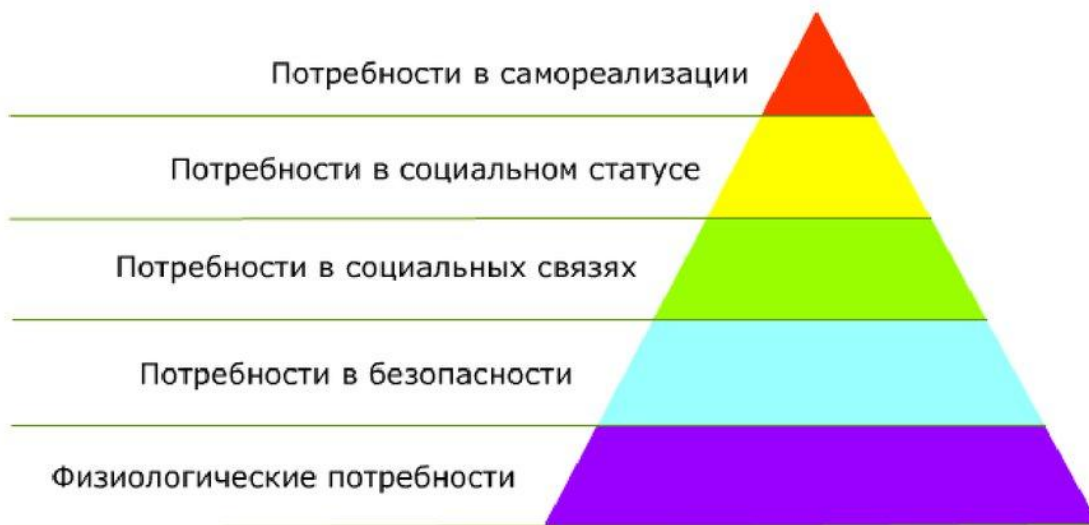 Потребности в самореализации
Потребности в социальном статусе
Потребности в социальных связях
Потребности в безопасности
Физиологические потребности